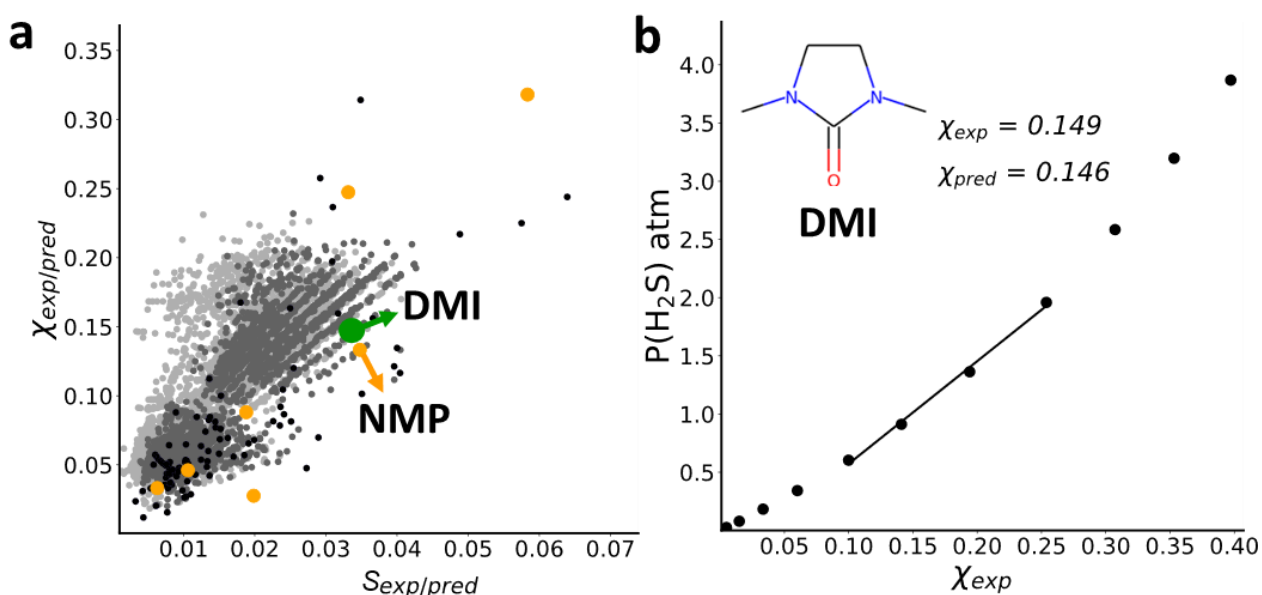 a
0.35
0.30
0.25
0.20
0.15
0.10
0.05
χexp/pred
DMI
NMP
0.01 0.02 0.03 0.04 0.05 0.06 0.07
Sexp/pred
b
4.0
3.5
3.0
2.5
2.0
1.5
1.0
0.5
P(H₂S) atm
N N
O
χexp = 0.149
χpred = 0.146
DMI
0.05 0.10 0.15 0.20 0.25 0.30 0.35 0.40
χexp